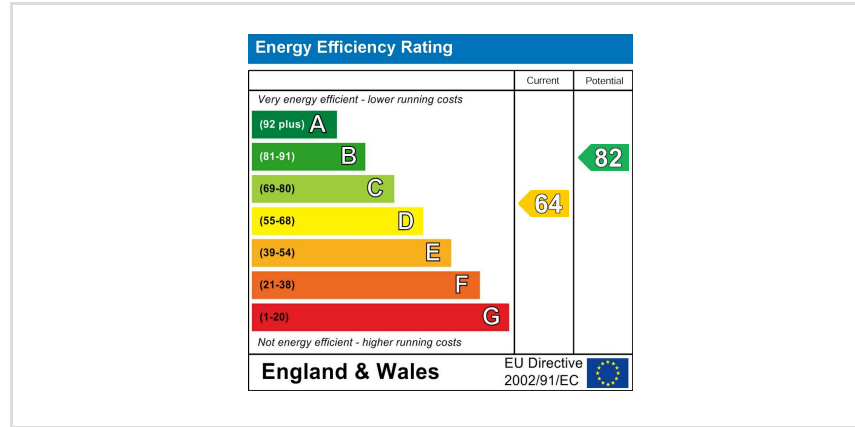 Energy Efficiency Rating
Current Potential
Very energy efficient - lower running costs
(92 plus) A
(81-91) B
82
(69-80) C
64
(55-68) D
(39-54) E
(21-38) F
(1-20) G
Not energy efficient - higher running costs
England & Wales
EU Directive
2002/91/EC